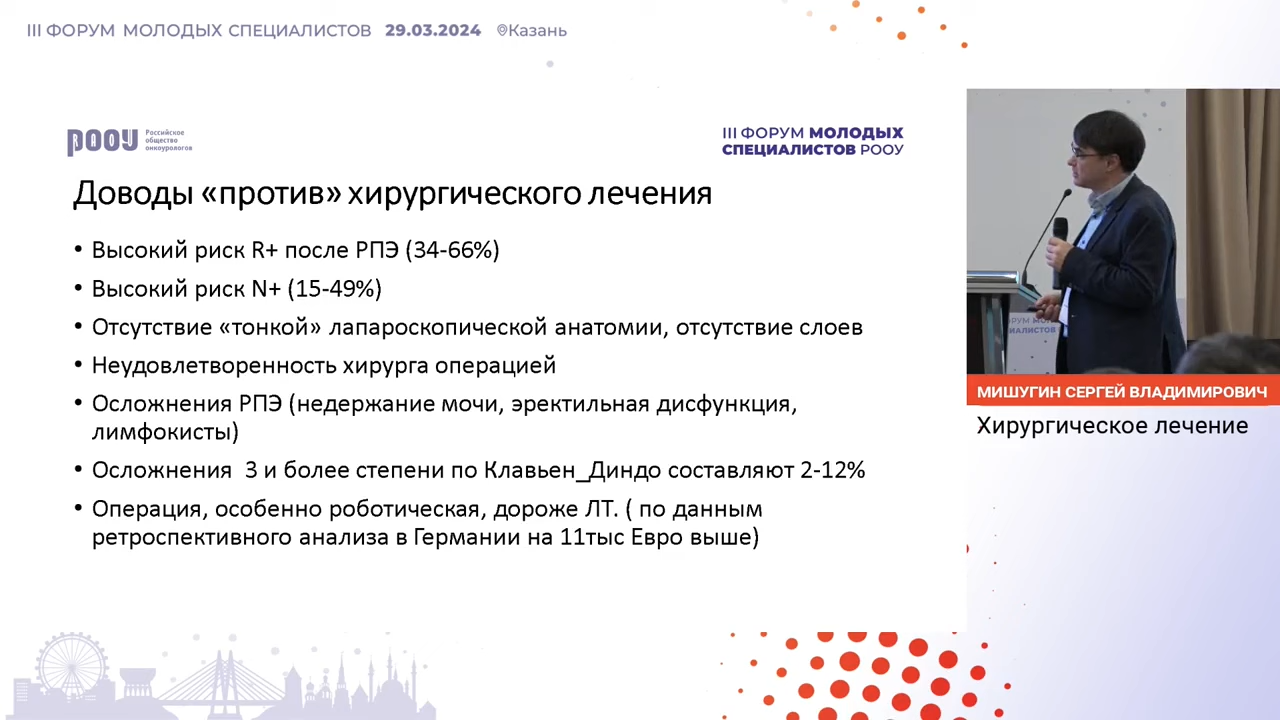 III ФОРУМ МОЛОДЫХ СПЕЦИАЛИСТОВ 29.03.2024 Казань
РООУ Российское
общество
онкоурологов
III ФОРУМ МОЛОДЫХ
СПЕЦИАЛИСТОВ РООУ
Доводы «против» хирургического лечения
• Высокий риск R+ после РПЭ (34-66%)
• Высокий риск N+ (15-49%)
• Отсутствие «тонкой» лапароскопической анатомии, отсутствие слоев
• Неудовлетворенность хирурга операцией
• Осложнения РПЭ (недержание мочи, эректильная дисфункция,
лимфокисты)
• Осложнения  3 и более степени по Клавьен_Диндо составляют 2-12%
• Операция, особенно роботическая, дороже ЛТ. ( по данным
ретроспективного анализа в Германии на 11тыс Евро выше)
МИШУГИН СЕРГЕЙ ВЛАДИМИРОВИЧ
Хирургическое лечение